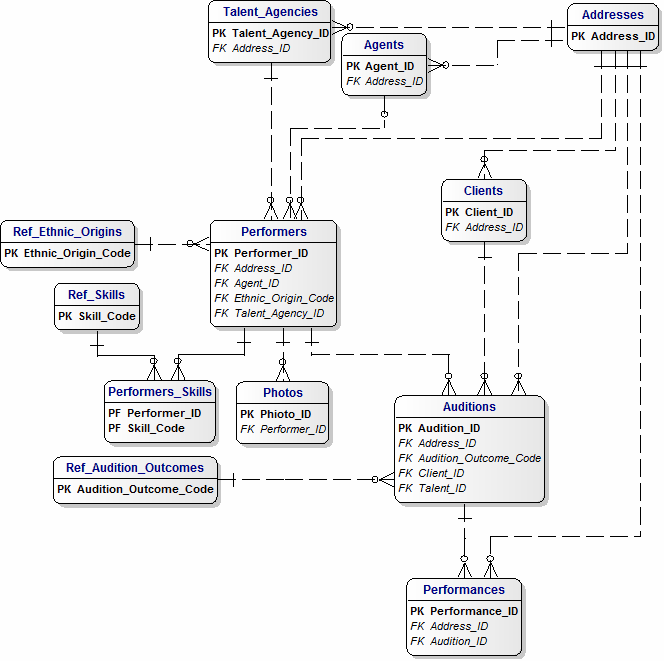 Talent_Agencies
PK Talent_Agency_ID
FK Address_ID
Addresses
PK Address_ID
Agents
PK Agent_ID
FK Address_ID
Clients
PK Client_ID
FK Address_ID
Ref_Ethnic_Origins
PK Ethnic_Origin_Code
Performers
PK Performer_ID
FK Address_ID
FK Agent_ID
FK Ethnic_Origin_Code
FK Talent_Agency_ID
Ref_Skills
PK Skill_Code
Performers_Skills
PF Performer_ID
PF Skill_Code
Photos
PK Phioto_ID
FK Performer_ID
Auditions
PK Audition_ID
FK Address_ID
FK Audition_Outcome_Code
FK Client_ID
FK Talent_ID
Ref_Audition_Outcomes
PK Audition_Outcome_Code
Performances
PK Performance_ID
FK Address_ID
FK Audition_ID